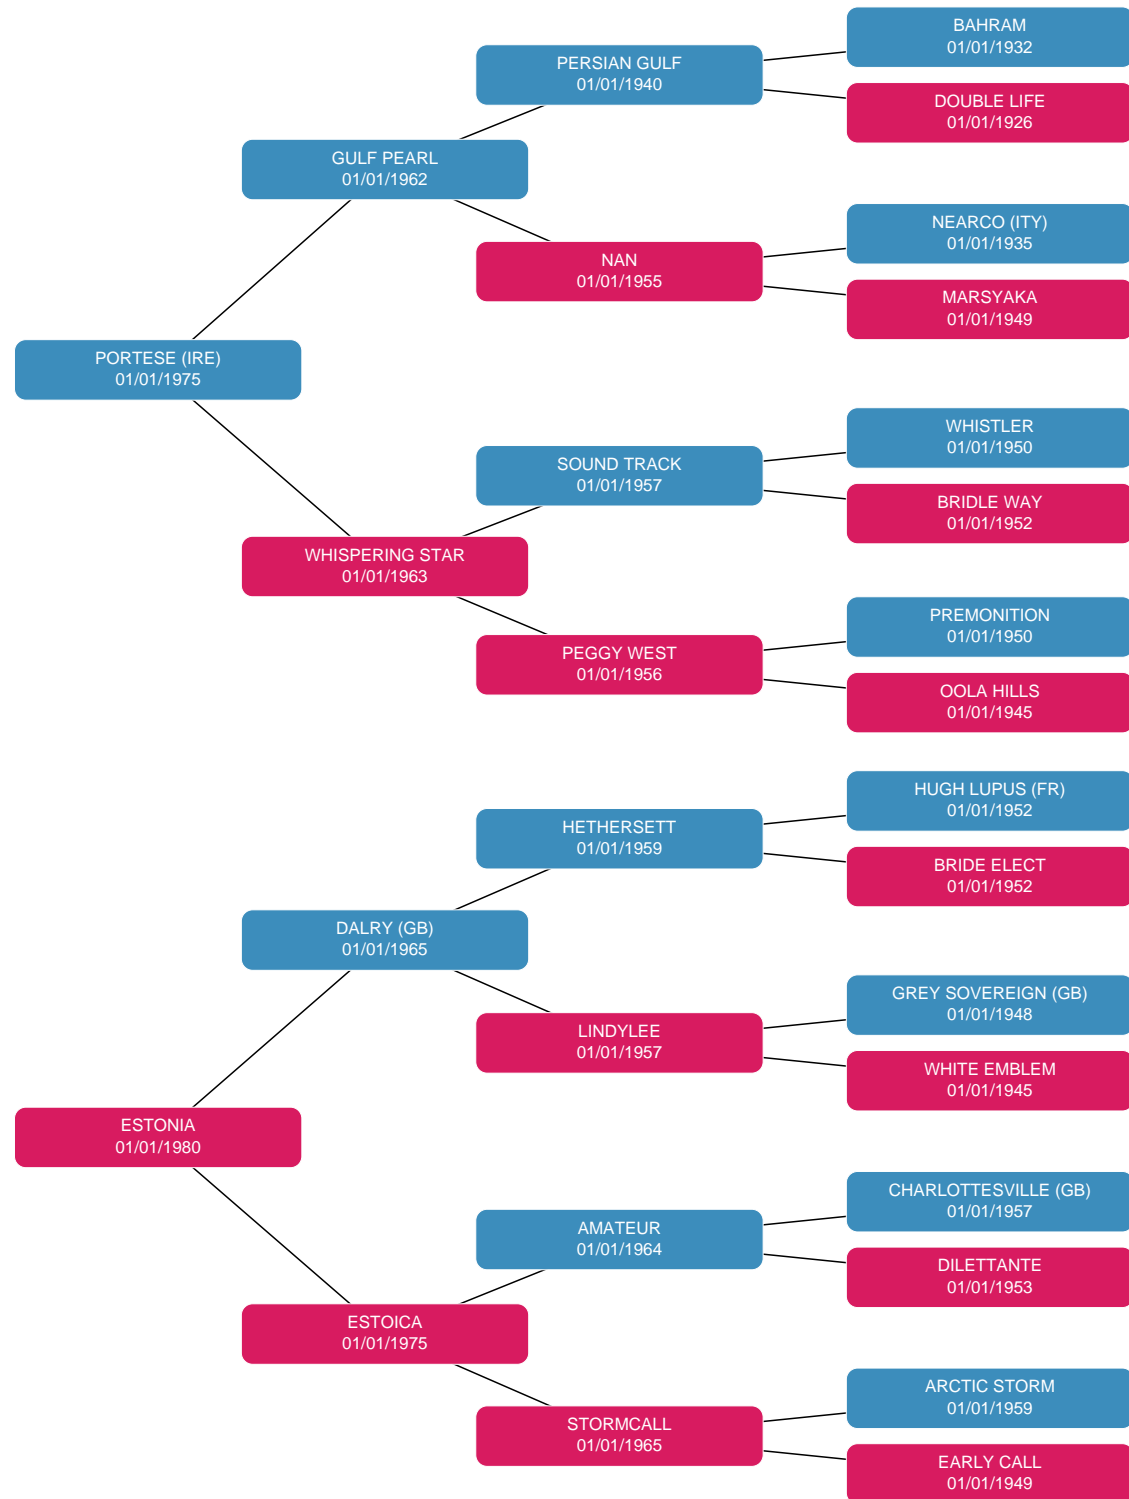 BAHRAM
01/01/1932
PERSIAN GULF
01/01/1940
DOUBLE LIFE
01/01/1926
GULF PEARL
01/01/1962
NEARCO (ITY)
01/01/1935
NAN
01/01/1955
MARSYAKA
01/01/1949
PORTESE (IRE)
01/01/1975
WHISTLER
01/01/1950
SOUND TRACK
01/01/1957
BRIDLE WAY
01/01/1952
WHISPERING STAR
01/01/1963
PREMONITION
01/01/1950
PEGGY WEST
01/01/1956
OOLA HILLS
01/01/1945
HUGH LUPUS (FR)
01/01/1952
HETHERSETT
01/01/1959
BRIDE ELECT
01/01/1952
DALRY (GB)
01/01/1965
GREY SOVEREIGN (GB)
01/01/1948
LINDYLEE
01/01/1957
WHITE EMBLEM
01/01/1945
ESTONIA
01/01/1980
CHARLOTTESVILLE (GB)
01/01/1957
AMATEUR
01/01/1964
DILETTANTE
01/01/1953
ESTOICA
01/01/1975
ARCTIC STORM
01/01/1959
STORMCALL
01/01/1965
EARLY CALL
01/01/1949